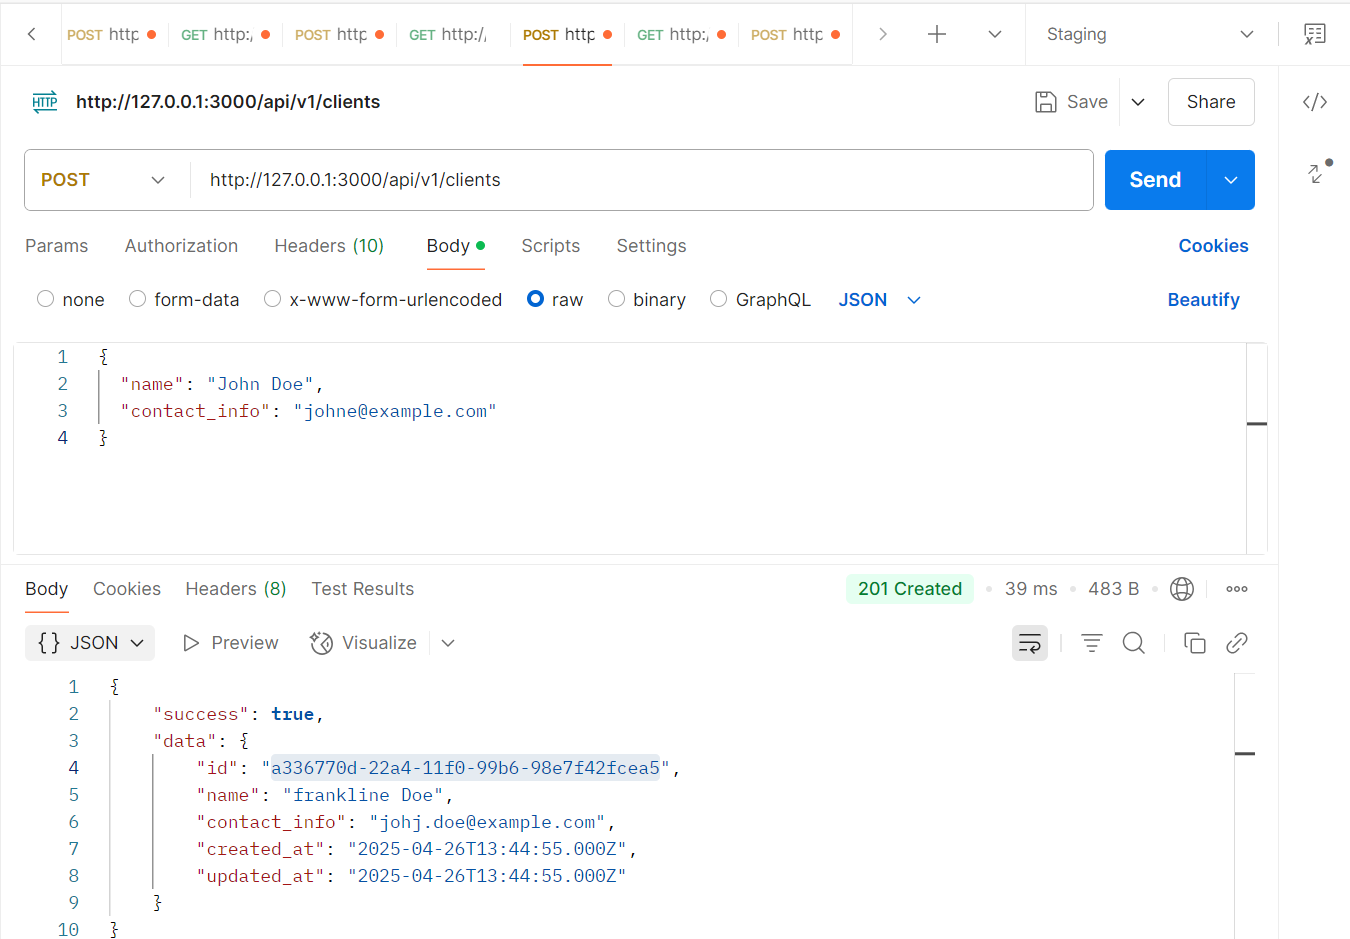 POST http GET http:/ POST http GET http:// POST http GET http:/ POST http Staging
HTTP http://127.0.0.1:3000/api/v1/clients Save Share </>
POST http://127.0.0.1:3000/api/v1/clients Send
Params Authorization Headers (10) Body Scripts Settings Cookies
none form-data x-www-form-urlencoded raw binary GraphQL JSON Beautify
1 {
2 "name": "John Doe",
3 "contact_info": "johne@example.com"
4 }
Body Cookies Headers (8) Test Results 201 Created 39 ms 483 B
{} JSON Preview Visualize
1 {
2 "success": true,
3 "data": {
4 "id": "a336770d-22a4-11f0-99b6-98e7f42fcea5",
5 "name": "frankline Doe",
6 "contact_info": "johj.doe@example.com",
7 "created_at": "2025-04-26T13:44:55.000Z",
8 "updated_at": "2025-04-26T13:44:55.000Z"
9 }
10 }